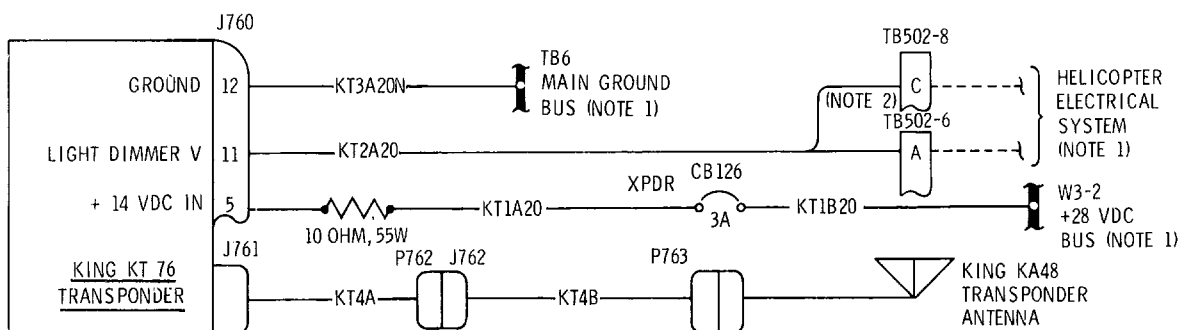 J760
GROUND 12 KT3A20N
TB6
MAIN GROUND
BUS (NOTE 1)
TB502-8
C
(NOTE 2)
TB502-6
A
HELICOPTER
ELECTRICAL
SYSTEM
(NOTE 1)
LIGHT DIMMER V 11 KT2A20
+ 14 VDC IN 5
10 OHM, 55W
KT1A20
XPDR CB126
3A
KT1B20
W3-2
+28 VDC
BUS (NOTE 1)
KING KT 76
TRANSPONDER
J761
KT4A
P762 J762
KT4B
P763
KING KA48
TRANSPONDER
ANTENNA